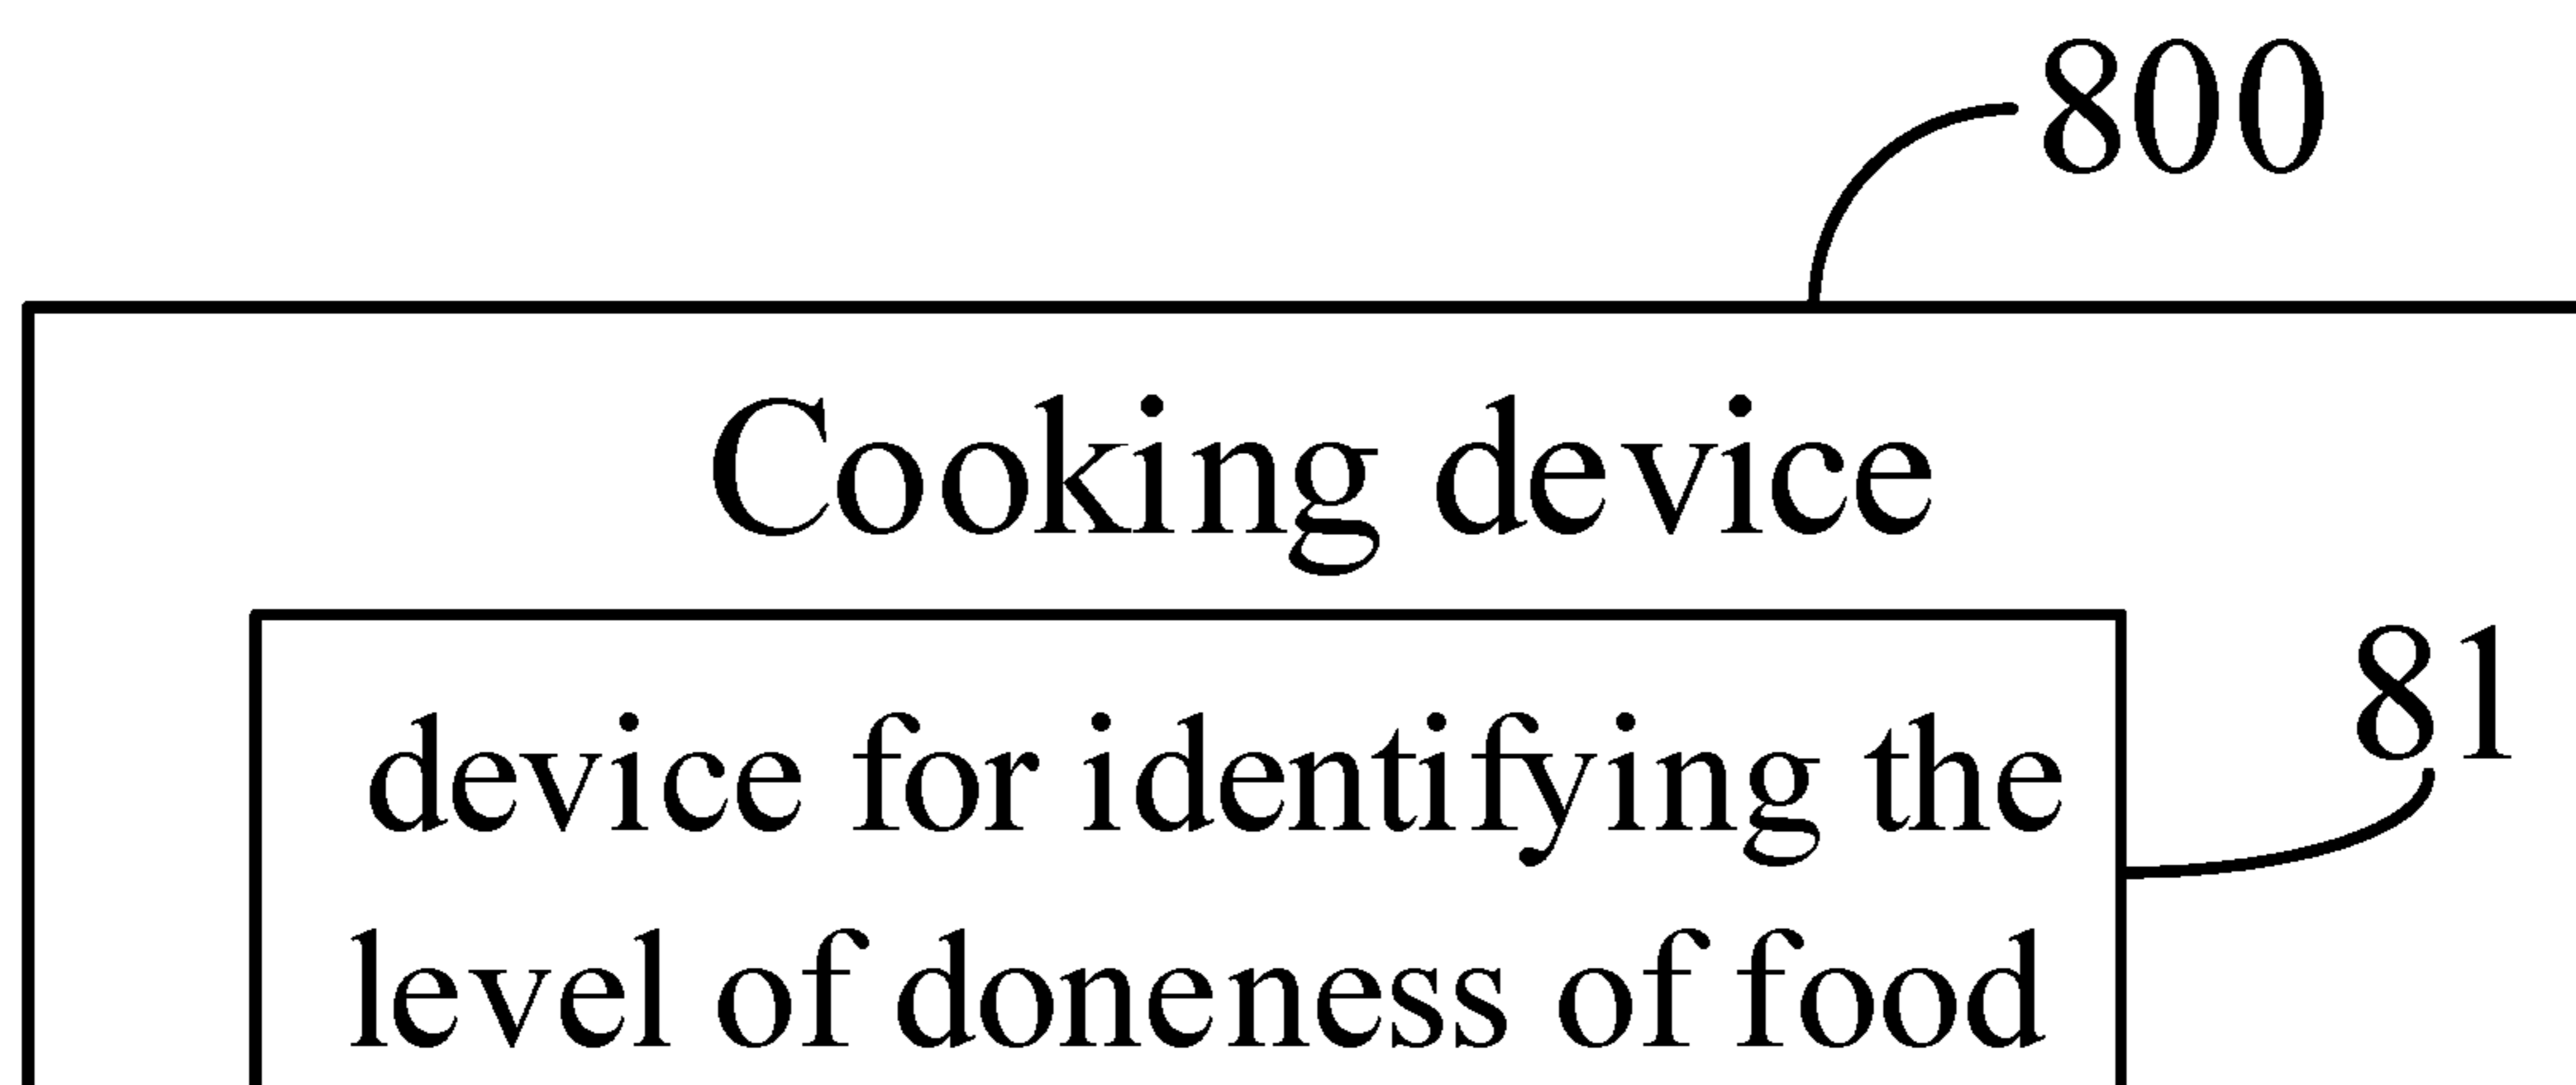 800
Cooking device
81
device for identifying the
level of doneness of food